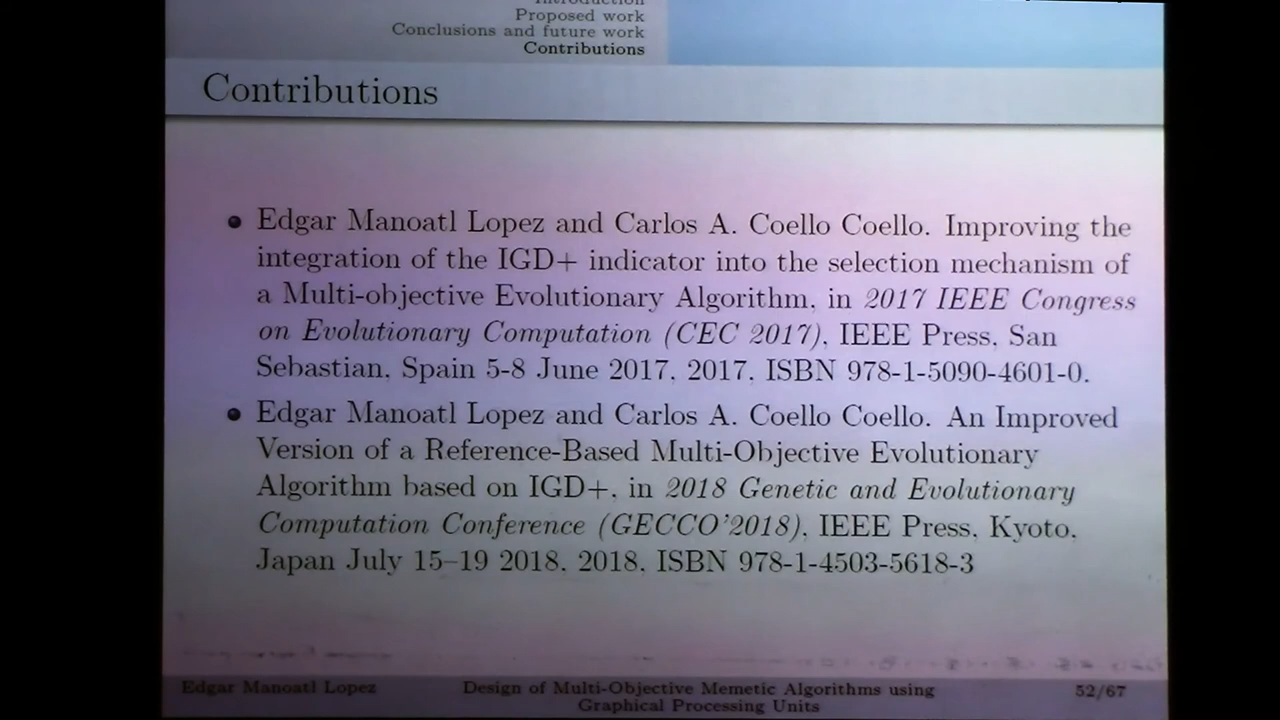 Introduction
Proposed work
Conclusions and future work
Contributions
Contributions
• Edgar Manoatl Lopez and Carlos A. Coello Coello. Improving the
integration of the IGD+ indicator into the selection mechanism of
a Multi-objective Evolutionary Algorithm, in 2017 IEEE Congress
on Evolutionary Computation (CEC 2017), IEEE Press, San
Sebastian, Spain 5-8 June 2017, 2017, ISBN 978-1-5090-4601-0.
• Edgar Manoatl Lopez and Carlos A. Coello Coello. An Improved
Version of a Reference-Based Multi-Objective Evolutionary
Algorithm based on IGD+, in 2018 Genetic and Evolutionary
Computation Conference (GECCO'2018), IEEE Press, Kyoto,
Japan July 15–19 2018. 2018, ISBN 978-1-4503-5618-3
Edgar Manoatl Lopez
Design of Multi-Objective Memetic Algorithms using
Graphical Processing Units
52/67